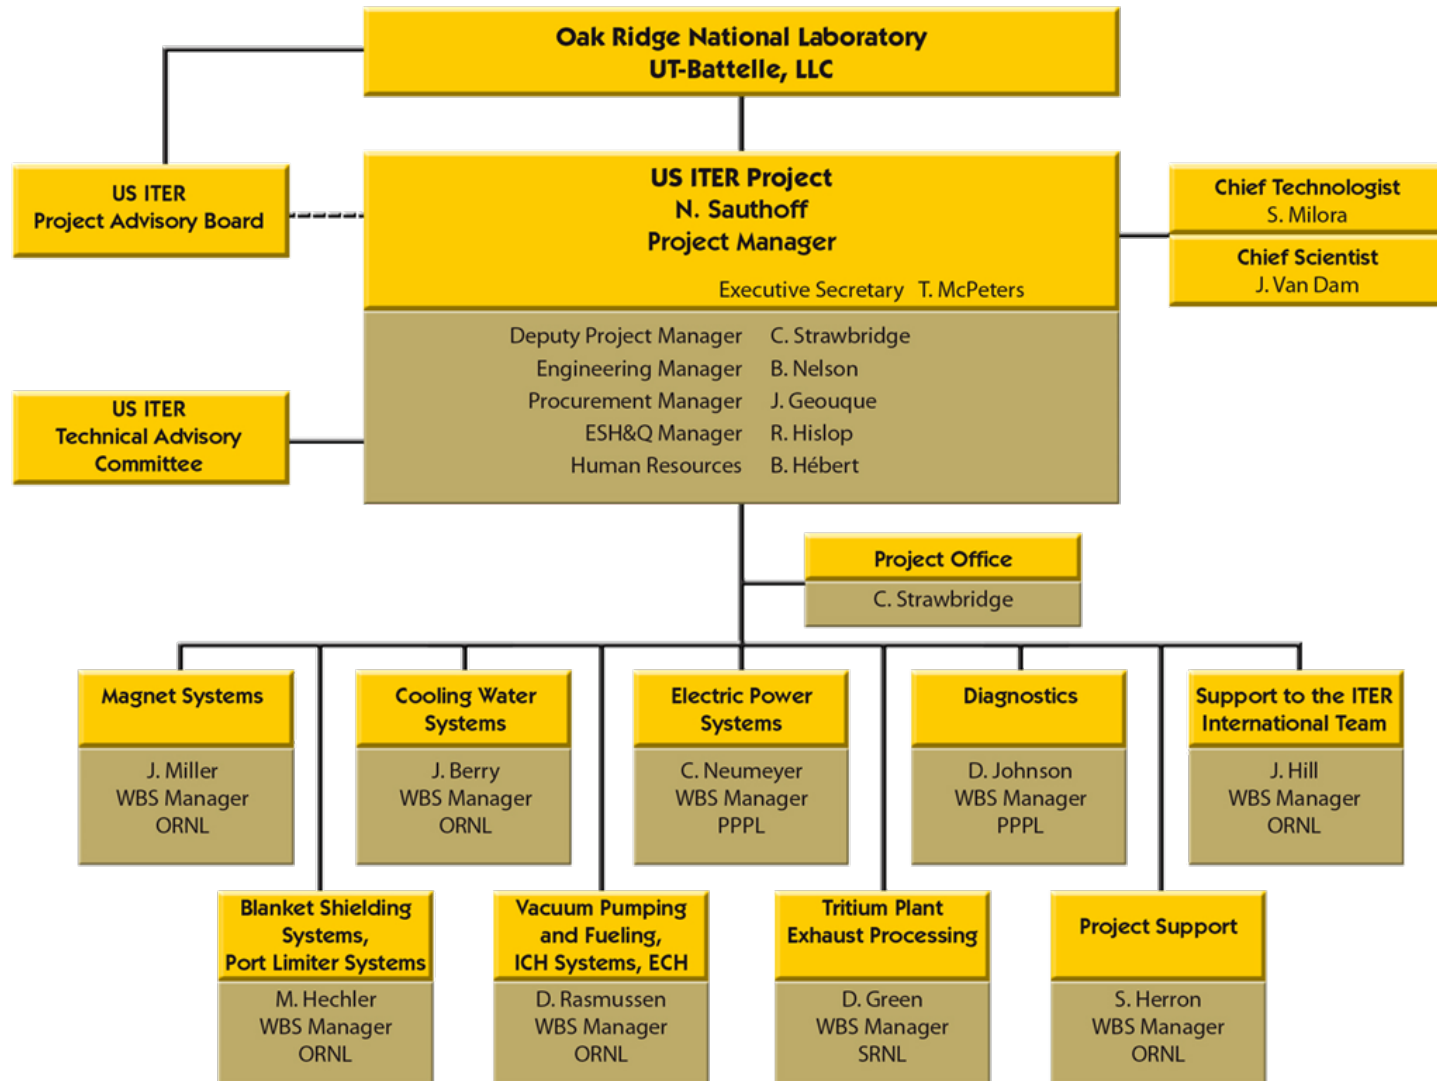 Oak Ridge National Laboratory
UT-Battelle, LLC
US ITER
Project Advisory Board
US ITER Project
N. Sauthoff
Project Manager
Executive Secretary T. McPeters
Chief Technologist
S. Milora
Chief Scientist
J. Van Dam
Deputy Project Manager C. Strawbridge
Engineering Manager B. Nelson
Procurement Manager J. Geouque
ESH&Q Manager R. Hislop
Human Resources B. Hébert
US ITER
Technical Advisory
Committee
Project Office
C. Strawbridge
Magnet Systems
J. Miller
WBS Manager
ORNL
Cooling Water
Systems
J. Berry
WBS Manager
ORNL
Electric Power
Systems
C. Neumeyer
WBS Manager
PPPL
Diagnostics
D. Johnson
WBS Manager
PPPL
Support to the ITER
International Team
J. Hill
WBS Manager
ORNL
Blanket Shielding
Systems,
Port Limiter Systems
M. Hechler
WBS Manager
ORNL
Vacuum Pumping
and Fueling,
ICH Systems, ECH
D. Rasmussen
WBS Manager
ORNL
Tritium Plant
Exhaust Processing
D. Green
WBS Manager
SRNL
Project Support
S. Herron
WBS Manager
ORNL